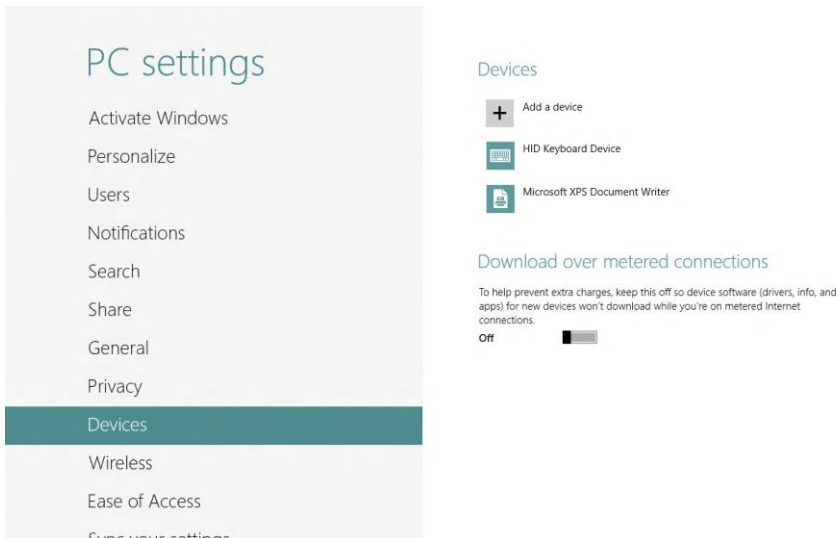 PC settings
Activate Windows
Personalize
Users
Notifications
Search
Share
General
Privacy
Devices
Wireless
Ease of Access
Sync your settings
Devices
Add a device
HID Keyboard Device
Microsoft XPS Document Writer
Download over metered connections
To help prevent extra charges, keep this off so device software (drivers, info, and
apps) for new devices won't download while you're on metered Internet
connections.
Off